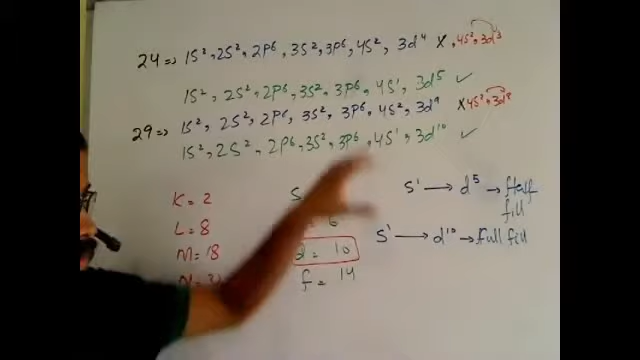 24 => 1S², 2S², 2P⁶, 3S², 3P⁶, 4S², 3d⁴ X, 4S², 3d³
1S², 2S², 2P⁶, 3S², 3P⁶, 4S¹, 3d⁵ ✓
29 => 1S², 2S², 2P⁶, 3S², 3P⁶, 4S², 3d⁹ X 4S², 3d⁸
1S², 2S², 2P⁶, 3S², 3P⁶, 4S¹, 3d¹⁰ ✓
K = 2
L = 8
M = 18
S
= 6
d = 10
f = 14
S¹ → d⁵ → Half
fill
S¹ → d¹⁰ → Full fill